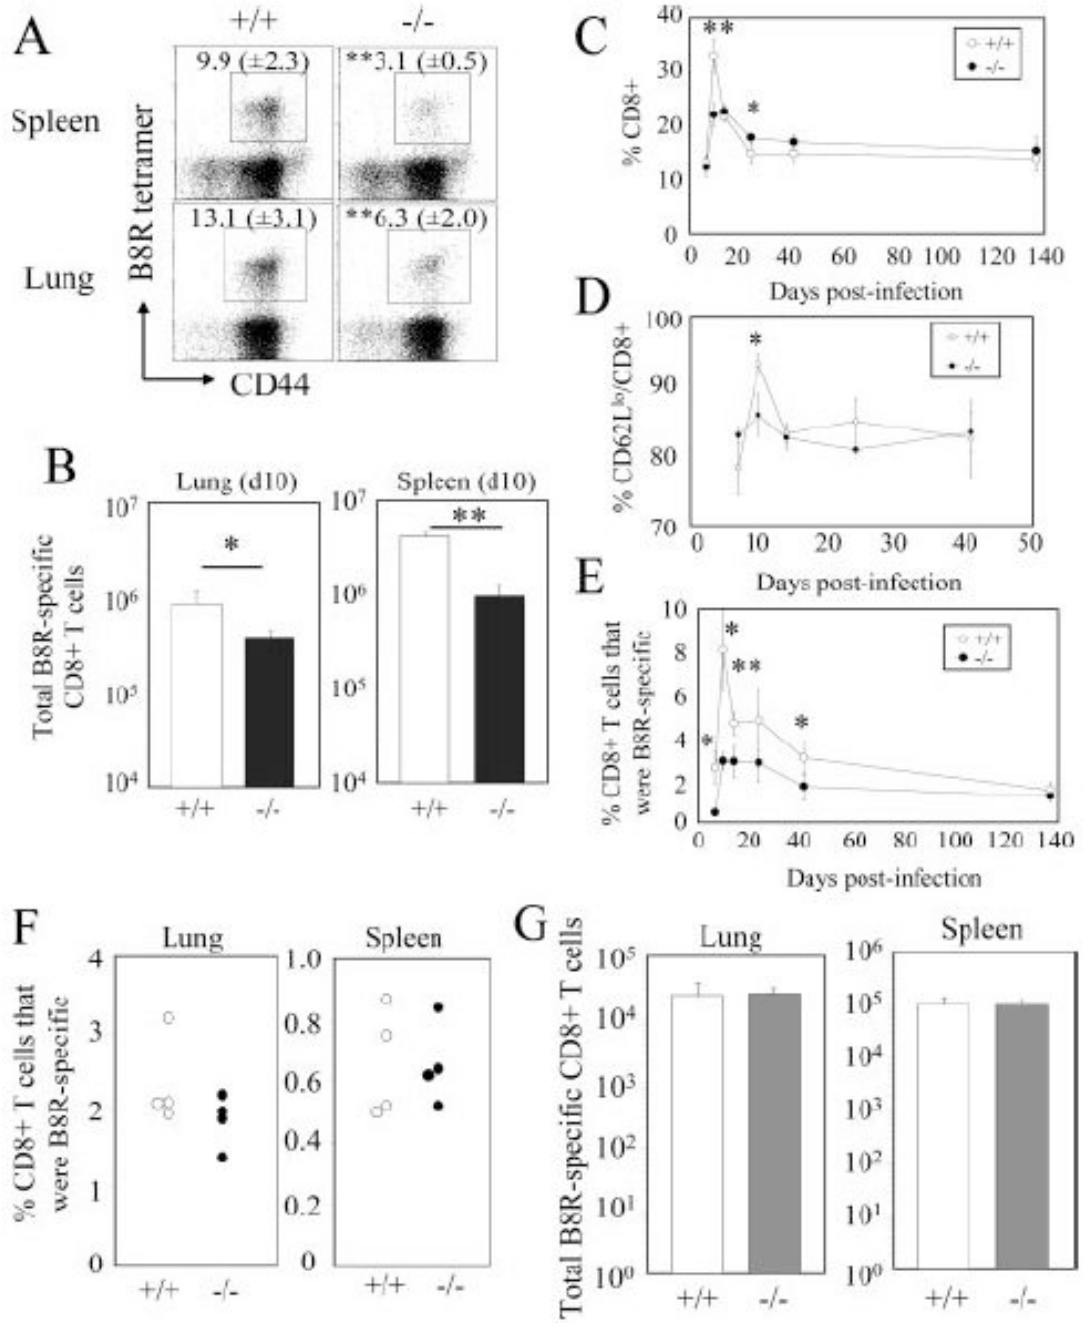 A
+/+
-/-
9.9 (±2.3)
**3.1 (±0.5)
Spleen
13.1 (±3.1)
**6.3 (±2.0)
Lung
B8R tetramer
CD44
B
Lung (d10)
Spleen (d10)
Total B8R-specific
CD8+ T cells
10⁷
10⁶
10⁵
10⁴
*
+/+
-/-
10⁷
10⁶
10⁵
10⁴
**
+/+
-/-
C
% CD8+
40
30
20
10
0
**
*
+/+
-/-
0 20 40 60 80 100 120 140
Days post-infection
D
% CD62Lˡᵒ/CD8+
100
90
80
70
*
+/+
-/-
0 10 20 30 40 50
Days post-infection
E
% CD8+ T cells that
were B8R-specific
10
8
6
4
2
0
*
*
**
*
+/+
-/-
0 20 40 60 80 100 120 140
Days post-infection
F
% CD8+ T cells that
were B8R-specific
Lung
4
3
2
1
0
+/+
-/-
Spleen
1.0
0.8
0.6
0.4
0.2
0
+/+
-/-
G
Total B8R-specific CD8+ T cells
Lung
10⁵
10⁴
10³
10²
10¹
10⁰
+/+
-/-
Spleen
10⁶
10⁵
10⁴
10³
10²
10¹
10⁰
+/+
-/-